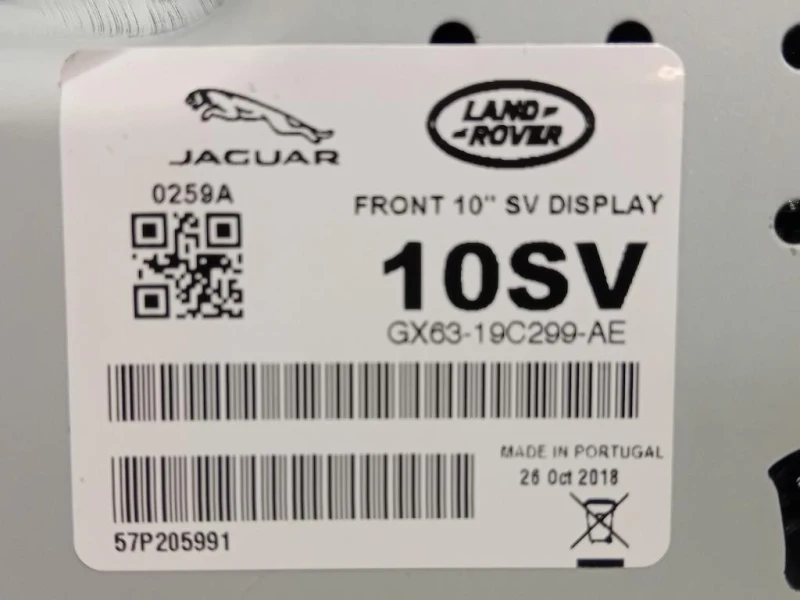 JAGUAR
LAND-
-ROVER
0259A
FRONT 10" SV DISPLAY
10SV
GX63-19C299-AE
MADE IN PORTUGAL
26 Oct 2018
57P205991